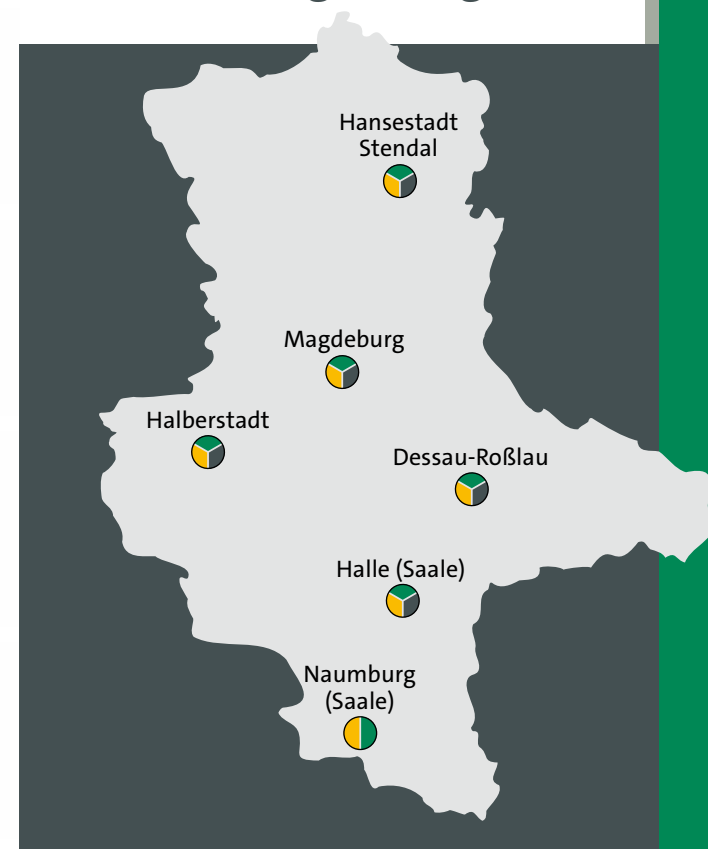 Hansestadt
Stendal
Magdeburg
Halberstadt
Dessau-Roßlau
Halle (Saale)
Naumburg
(Saale)